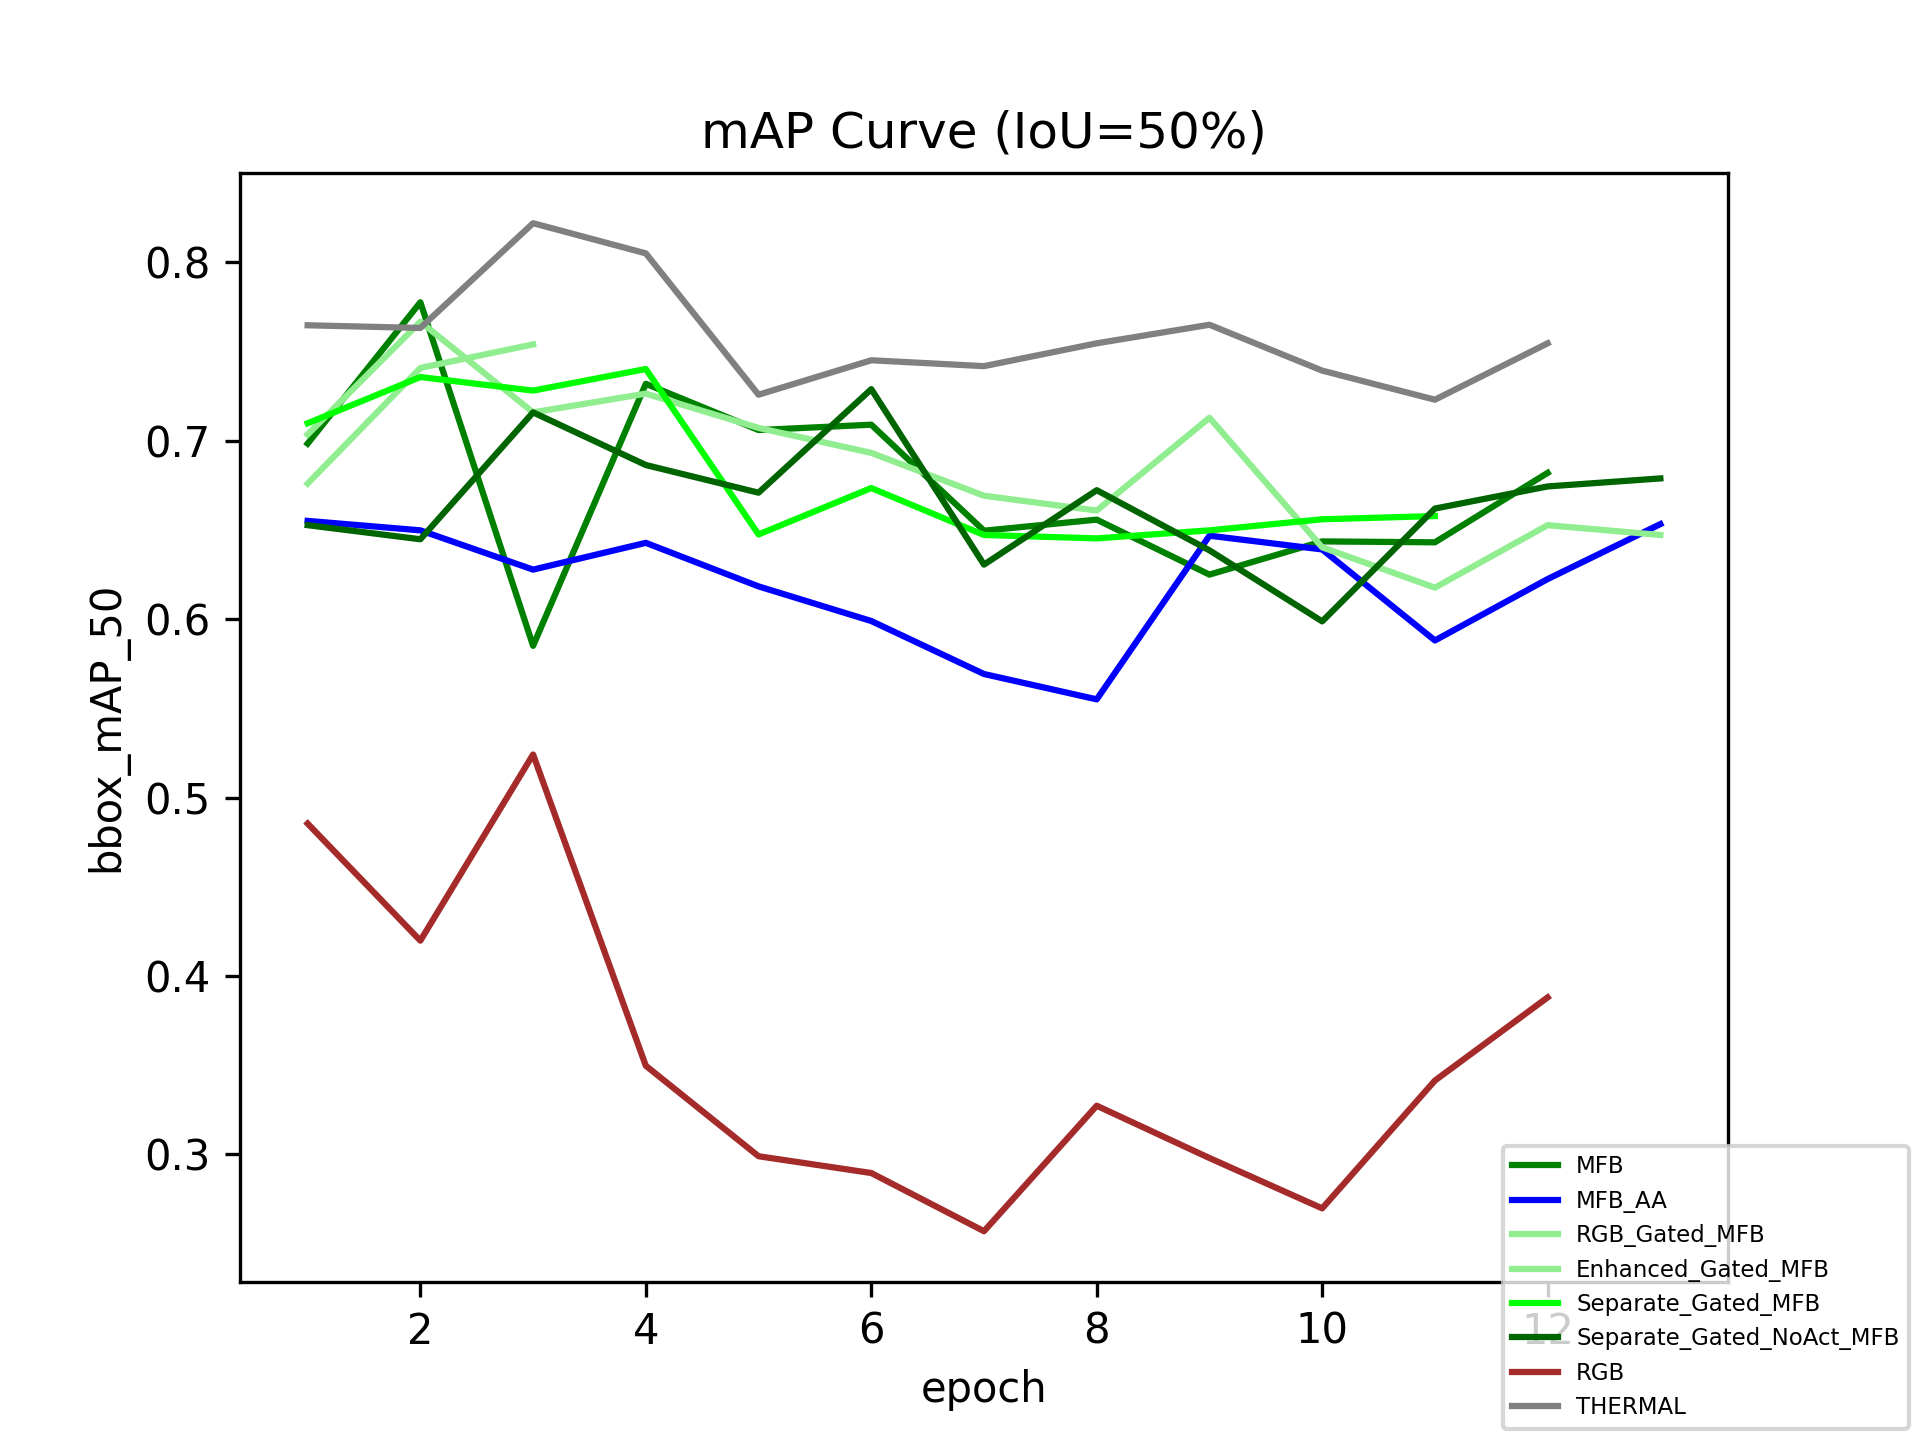 mAP Curve (IoU=50%)
bbox_mAP_50
0.8
0.7
0.6
0.5
0.4
0.3
2
4
6
8
10
12
epoch
MFB
MFB_AA
RGB_Gated_MFB
Enhanced_Gated_MFB
Separate_Gated_MFB
Separate_Gated_NoAct_MFB
RGB
THERMAL